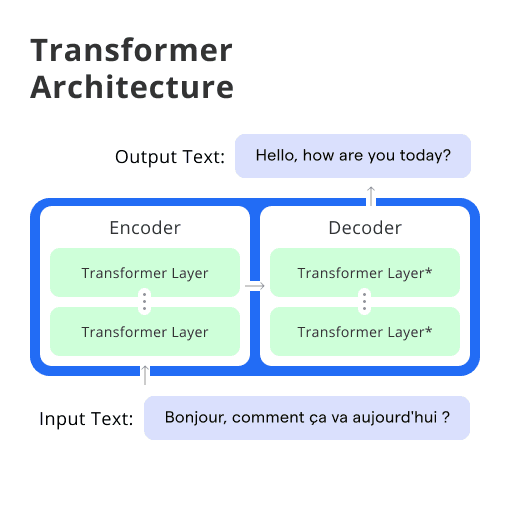 Transformer
Architecture
Output Text:
Hello, how are you today?
Encoder
Decoder
Transformer Layer
Transformer Layer*
Transformer Layer
Transformer Layer*
Input Text:
Bonjour, comment ça va aujourd'hui ?